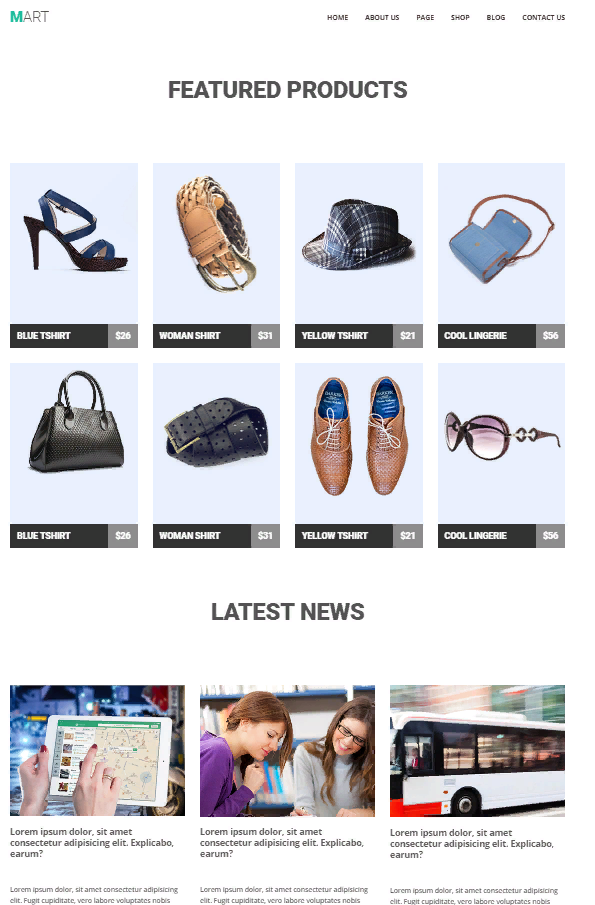 MART
HOME ABOUT US PAGE SHOP BLOG CONTACT US
FEATURED PRODUCTS
BLUE TSHIRT $26
WOMAN SHIRT $31
YELLOW TSHIRT $21
COOL LINGERIE $56
BLUE TSHIRT $26
WOMAN SHIRT $31
YELLOW TSHIRT $21
COOL LINGERIE $56
LATEST NEWS
Lorem ipsum dolor, sit amet
consectetur adipisicing elit. Explicabo,
earum?
Lorem ipsum dolor, sit amet consectetur adipisicing
elit. Fugit cupiditate, vero labore voluptates nobis
Lorem ipsum dolor, sit amet
consectetur adipisicing elit. Explicabo,
earum?
Lorem ipsum dolor, sit amet consectetur adipisicing
elit. Fugit cupiditate, vero labore voluptates nobis
Lorem ipsum dolor, sit amet
consectetur adipisicing elit. Explicabo,
earum?
Lorem ipsum dolor, sit amet consectetur adipisicing
elit. Fugit cupiditate, vero labore voluptates nobis